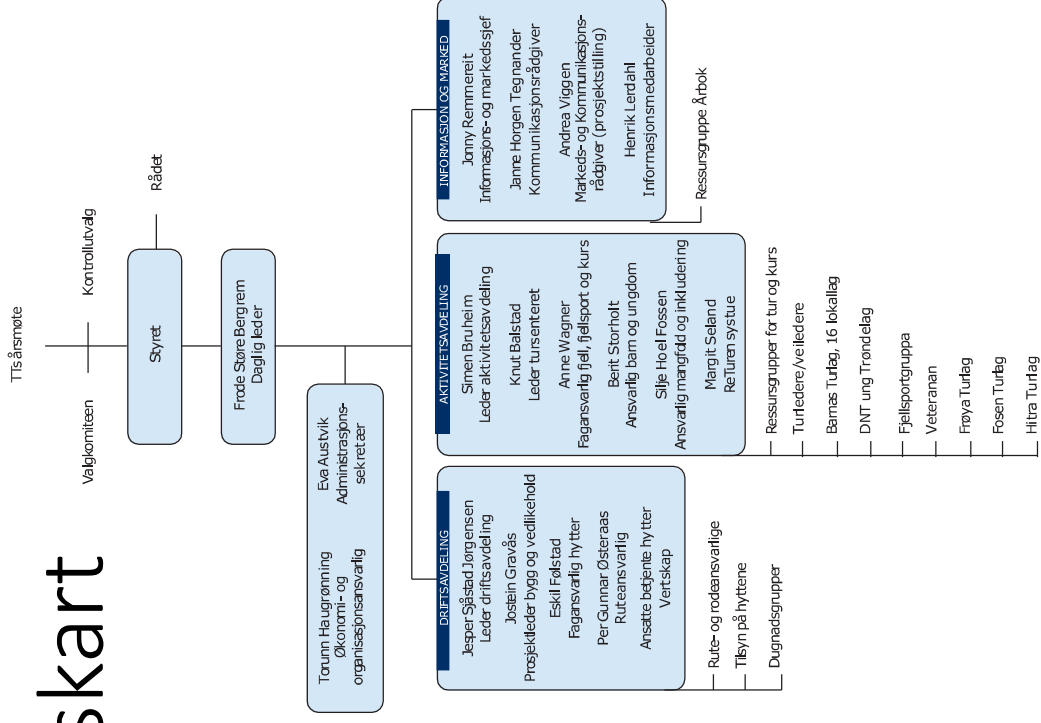 skart
TTs årsmøte
Valgkomiteen
Kontrollutvalg
Styret
Rådet
Frode Støre Bergrem
Daglig leder
Torunn Haugrønning
Økonomi- og
organisasjonsansvarlig
Eva Austvik
Administrasjons-
sekretær
DRIFTSAVDELING
Jesper Sjåstad Jørgensen
Leder driftsavdeling
Jostein Gravås
Prosjektleder bygg og vedlikehold
Eskil Følstad
Fagansvarlig hytter
Per Gunnar Østeraas
Ruteansvarlig
Ansatte betjente hytter
Vertskap
Rute- og rodeansvarlige
Tilsyn på hyttene
Dugnadsgrupper
AKTIVITETSAVDELING
Simen Bruheim
Leder aktivitetsavdeling
Knut Balstad
Leder tursenteret
Anne Wagner
Fagansvarlig fjell, fjellsport og kurs
Berit Storholt
Ansvarlig barn og ungdom
Silje Hoel Fossen
Ansvarlig mangfold og inkludering
Margit Seland
ReTuren systue
Ressursgrupper for tur og kurs
Turledere/veiledere
Barnas Turlag, 16 lokallag
DNT ung Trøndelag
Fjellsportgruppa
Veteranan
Frøya Turlag
Fosen Turlag
Hitra Turlag
INFORMASJON OG MARKED
Jonny Remmereit
Informasjons- og markedssjef
Janne Horgen Tegnander
Kommunikasjonsrådgiver
Andrea Viggen
Markeds- og Kommunikasjons-
rådgiver (prosjektstilling)
Henrik Lerdahl
Informasjonsmedarbeider
Ressursgruppe Årbok